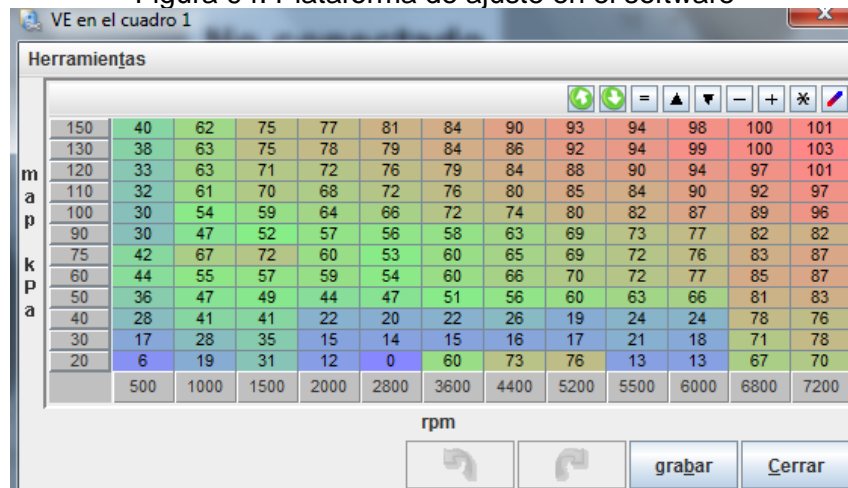 VE en el cuadro 1
Herramientas
150 40 62 75 77 81 84 90 93 94 98 100 101
130 38 63 75 78 79 84 86 92 94 99 100 103
120 33 63 71 72 76 79 84 88 90 94 97 101
110 32 61 70 68 72 76 80 85 84 90 92 97
100 30 54 59 64 66 72 74 80 82 87 89 96
90 30 47 52 57 56 58 63 69 73 77 82 82
75 42 67 72 60 53 60 65 69 72 76 83 87
60 44 55 57 59 54 60 66 70 72 77 85 87
50 36 47 49 44 47 51 56 60 63 66 81 83
40 28 41 41 22 20 22 26 19 24 24 78 76
30 17 28 35 15 14 15 16 17 21 18 71 78
20 6 19 31 12 0 60 73 76 13 13 67 70
map kPa
500 1000 1500 2000 2800 3600 4400 5200 5500 6000 6800 7200
rpm
grabar Cerrar